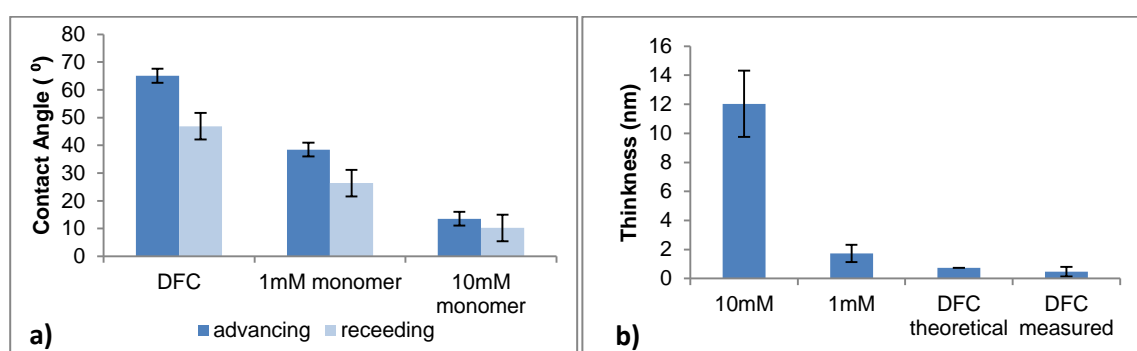 Contact Angle ( º)
80
70
60
50
40
30
20
10
0
DFC
1mM monomer
10mM
monomer
advancing
receeding
a)
Thinkness (nm)
16
14
12
10
8
6
4
2
0
10mM
1mM
DFC
theoretical
DFC
measured
b)